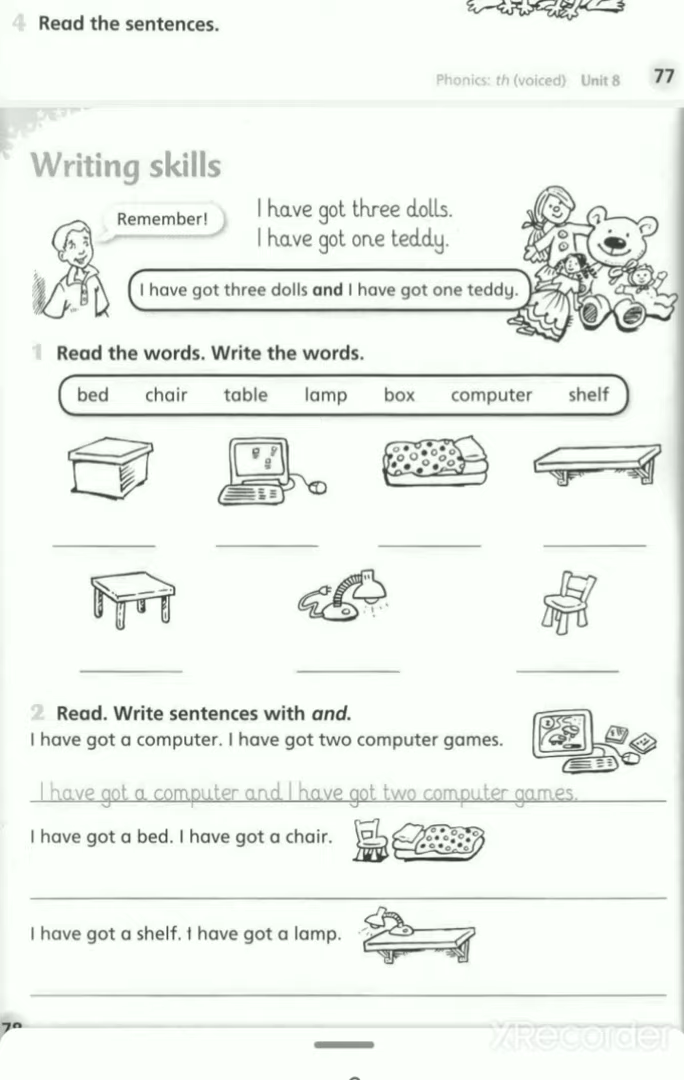 4 Read the sentences.
Phonics: th (voiced) Unit 8 77
Writing skills
Remember!
I have got three dolls.
I have got one teddy.
I have got three dolls and I have got one teddy.
1 Read the words. Write the words.
bed chair table lamp box computer shelf
2 Read. Write sentences with and.
I have got a computer. I have got two computer games.
I have got a computer and I have got two computer games.
I have got a bed. I have got a chair.
I have got a shelf. I have got a lamp.
78
XRecorder